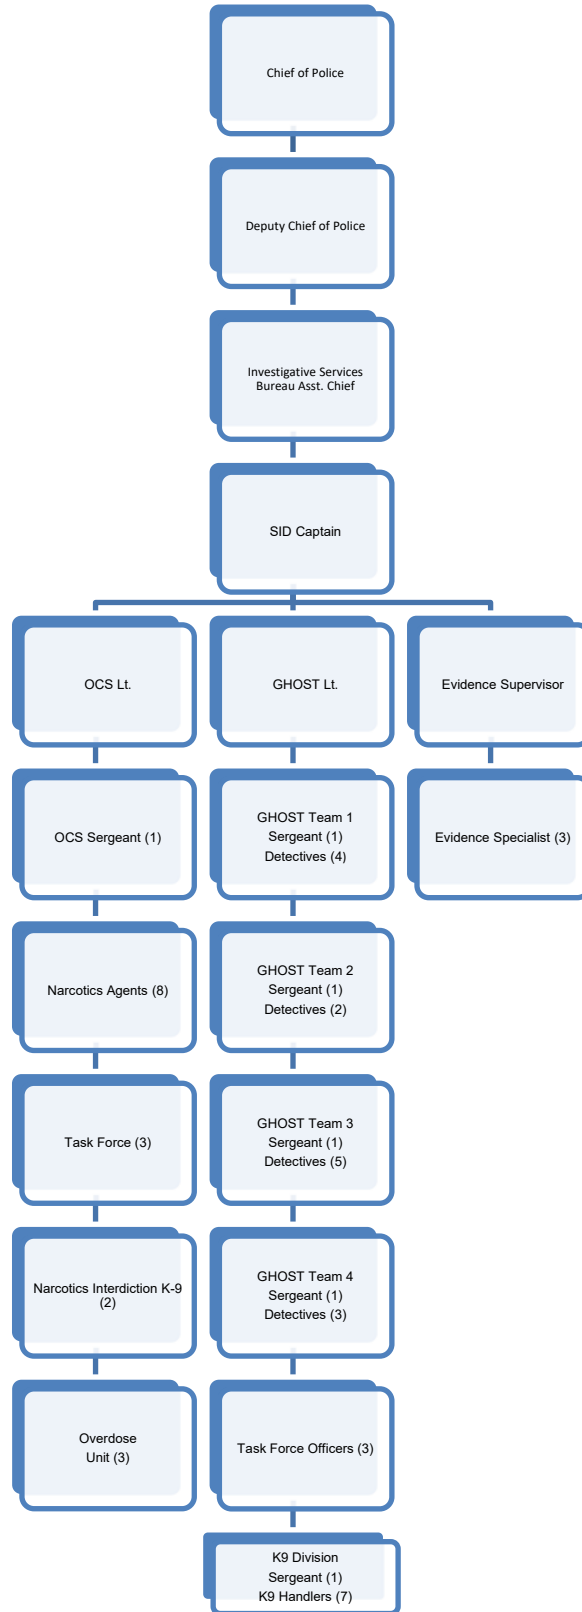 Chief of Police
Deputy Chief of Police
Investigative Services
Bureau Asst. Chief
SID Captain
OCS Lt.
GHOST Lt.
Evidence Supervisor
OCS Sergeant (1)
GHOST Team 1
Sergeant (1)
Detectives (4)
Evidence Specialist (3)
Narcotics Agents (8)
GHOST Team 2
Sergeant (1)
Detectives (2)
Task Force (3)
GHOST Team 3
Sergeant (1)
Detectives (5)
Narcotics Interdiction K-9
(2)
GHOST Team 4
Sergeant (1)
Detectives (3)
Overdose
Unit (3)
Task Force Officers (3)
K9 Division
Sergeant (1)
K9 Handlers (7)